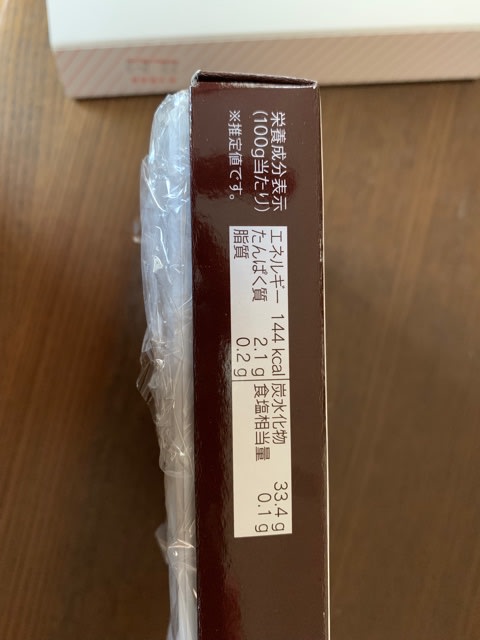 栄養成分表示
(100g当たり)
※推定値です。
エネルギー 144 kcal
たんぱく質 2.1 g
脂質 0.2 g
炭水化物 33.4 g
食塩相当量 0.1 g